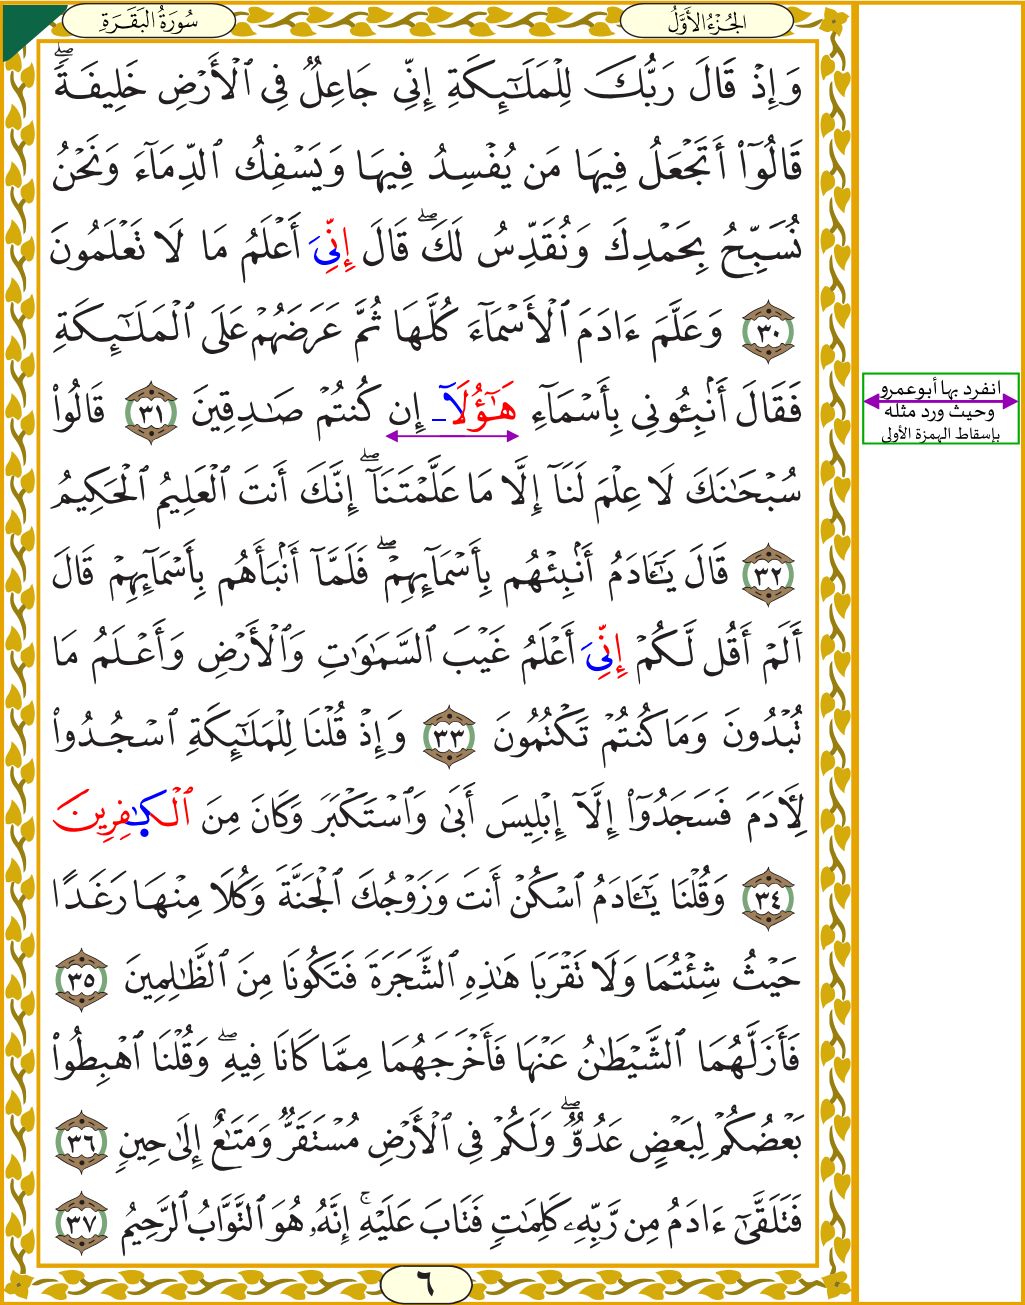 الجُزْءُ الأَوَّلُ
سُورَةُ البَقَرَةِ
وَإِذْ قَالَ رَبُّكَ لِلْمَلَٰٓئِكَةِ إِنِّي جَاعِلٌ فِي ٱلْأَرْضِ خَلِيفَةًۖ
قَالُوٓا۟ أَتَجْعَلُ فِيهَا مَن يُفْسِدُ فِيهَا وَيَسْفِكُ ٱلدِّمَآءَ وَنَحْنُ
نُسَبِّحُ بِحَمْدِكَ وَنُقَدِّسُ لَكَۖ قَالَ إِنِّيَ أَعْلَمُ مَا لَا تَعْلَمُونَ
٣٠ وَعَلَّمَ ءَادَمَ ٱلْأَسْمَآءَ كُلَّهَا ثُمَّ عَرَضَهُمْ عَلَى ٱلْمَلَٰٓئِكَةِ
فَقَالَ أَنۢبِـُٔونِي بِأَسْمَآءِ هَٰٓؤُلَآ إِن كُنتُمْ صَٰدِقِينَ ٣١ قَالُوا۟
سُبْحَٰنَكَ لَا عِلْمَ لَنَآ إِلَّا مَا عَلَّمْتَنَآۖ إِنَّكَ أَنتَ ٱلْعَلِيمُ ٱلْحَكِيمُ
٣٢ قَالَ يَٰٓـَٔادَمُ أَنۢبِئْهُم بِأَسْمَآئِهِمْۖ فَلَمَّآ أَنۢبَأَهُم بِأَسْمَآئِهِمْ قَالَ
أَلَمْ أَقُل لَّكُمْ إِنِّيَ أَعْلَمُ غَيْبَ ٱلسَّمَٰوَٰتِ وَٱلْأَرْضِ وَأَعْلَمُ مَا
تُبْدُونَ وَمَا كُنتُمْ تَكْتُمُونَ ٣٣ وَإِذْ قُلْنَا لِلْمَلَٰٓئِكَةِ ٱسْجُدُوا۟
لِأٓدَمَ فَسَجَدُوٓا۟ إِلَّآ إِبْلِيسَ أَبَىٰ وَٱسْتَكْبَرَ وَكَانَ مِنَ ٱلْكَٰفِرِينَ
٣٤ وَقُلْنَا يَٰٓـَٔادَمُ ٱسْكُنْ أَنتَ وَزَوْجُكَ ٱلْجَنَّةَ وَكُلَا مِنْهَا رَغَدًا
حَيْثُ شِئْتُمَا وَلَا تَقْرَبَا هَٰذِهِ ٱلشَّجَرَةَ فَتَكُونَا مِنَ ٱلظَّٰلِمِينَ ٣٥
فَأَزَلَّهُمَا ٱلشَّيْطَٰنُ عَنْهَا فَأَخْرَجَهُمَا مِمَّا كَانَا فِيهِۖ وَقُلْنَا ٱهْبِطُوا۟
بَعْضُكُمْ لِبَعْضٍ عَدُوٌّۖ وَلَكُمْ فِي ٱلْأَرْضِ مُسْتَقَرٌّ وَمَتَٰعٌ إِلَىٰ حِينٍ ٣٦
فَتَلَقَّىٰٓ ءَادَمُ مِن رَّبِّهِۦ كَلِمَٰتٍ فَتَابَ عَلَيْهِۚ إِنَّهُۥ هُوَ ٱلتَّوَّابُ ٱلرَّحِيمُ ٣٧
٦
انفرد بها أبوعمرو
وحيث ورد مثله
بإسقاط الهمزة الأولى